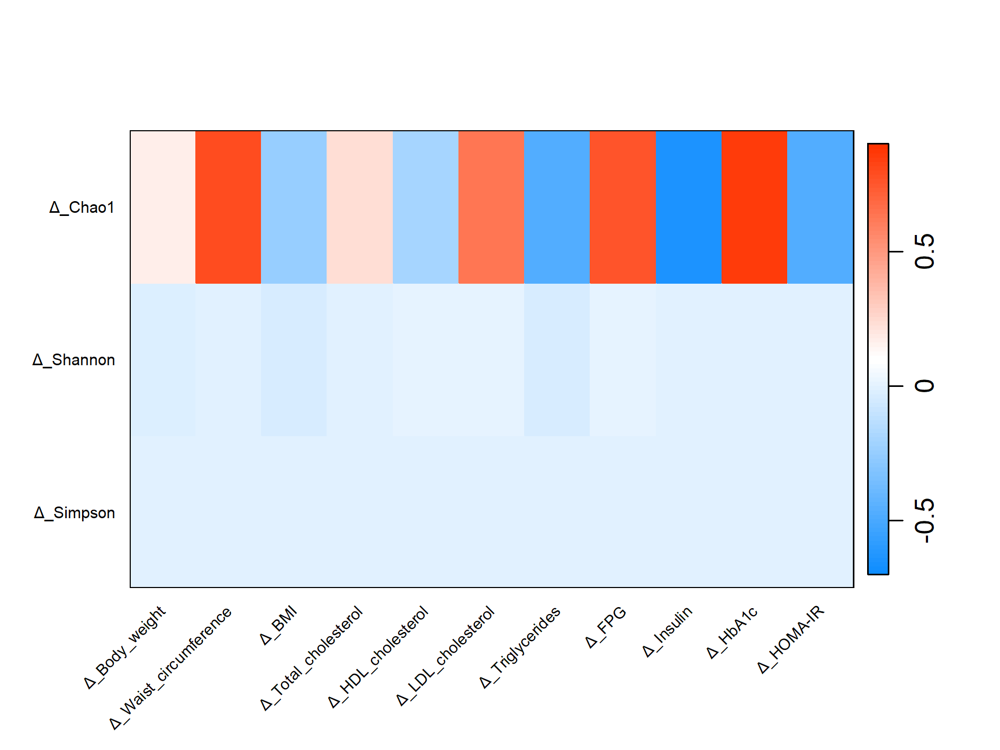 Δ_Chao1
Δ_Shannon
Δ_Simpson
Δ_Body_weight
Δ_Waist_circumference
Δ_BMI
Δ_Total_cholesterol
Δ_HDL_cholesterol
Δ_LDL_cholesterol
Δ_Triglycerides
Δ_FPG
Δ_Insulin
Δ_HbA1c
Δ_HOMA-IR
0.5
0
-0.5